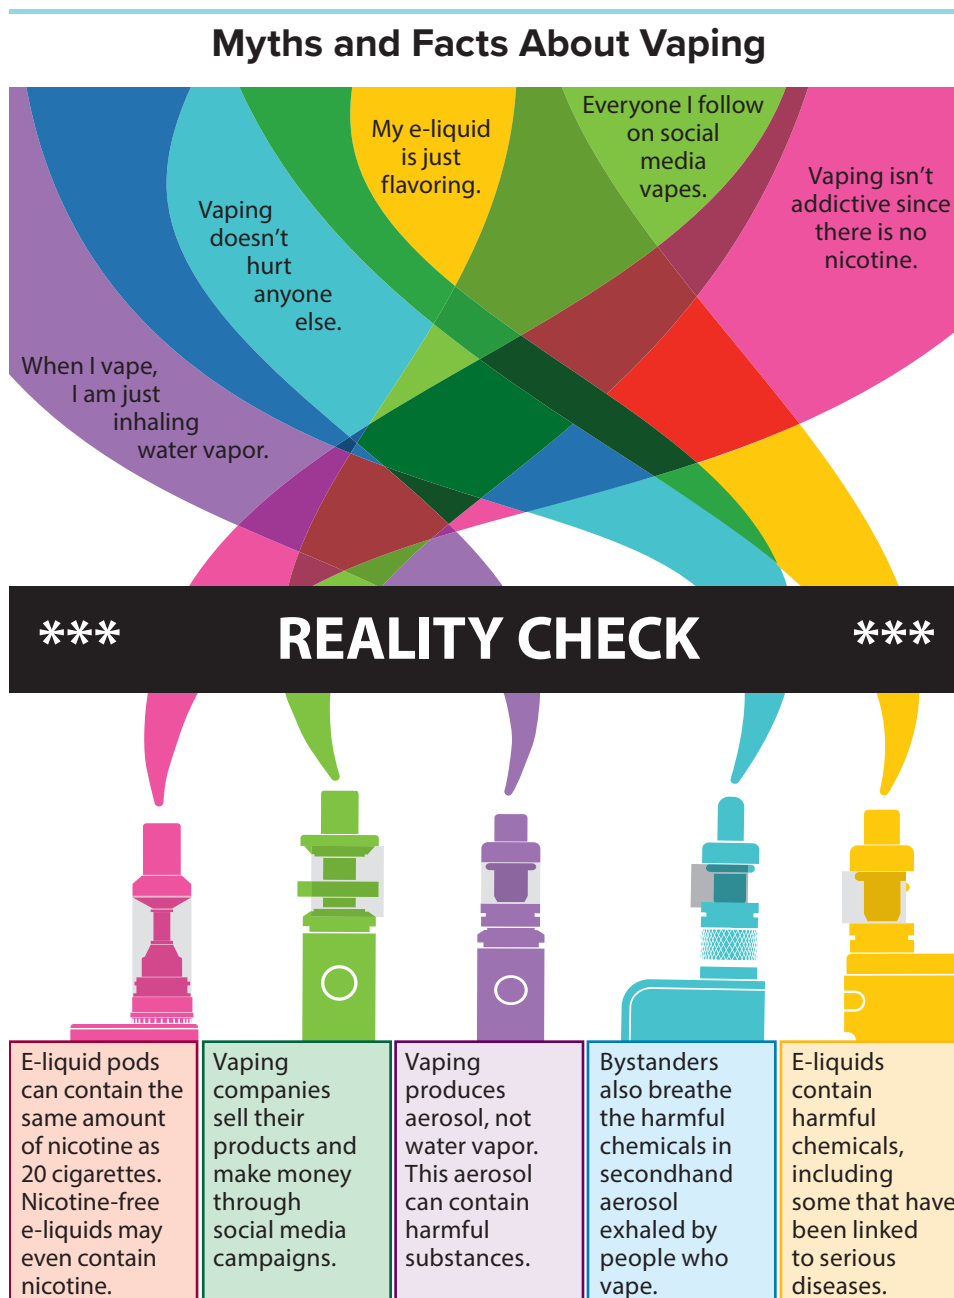 Myths and Facts About Vaping
When I vape,
I am just
inhaling
water vapor.
Vaping
doesn't
hurt
anyone
else.
My e-liquid
is just
flavoring.
Everyone I follow
on social
media
vapes.
Vaping isn't
addictive since
there is no
nicotine.
*** REALITY CHECK ***
E-liquid pods
can contain the
same amount
of nicotine as
20 cigarettes.
Nicotine-free
e-liquids may
even contain
nicotine.
Vaping
companies
sell their
products and
make money
through
social media
campaigns.
Vaping
produces
aerosol, not
water vapor.
This aerosol
can contain
harmful
substances.
Bystanders
also breathe
the harmful
chemicals in
secondhand
aerosol
exhaled by
people who
vape.
E-liquids
contain
harmful
chemicals,
including
some that have
been linked
to serious
diseases.